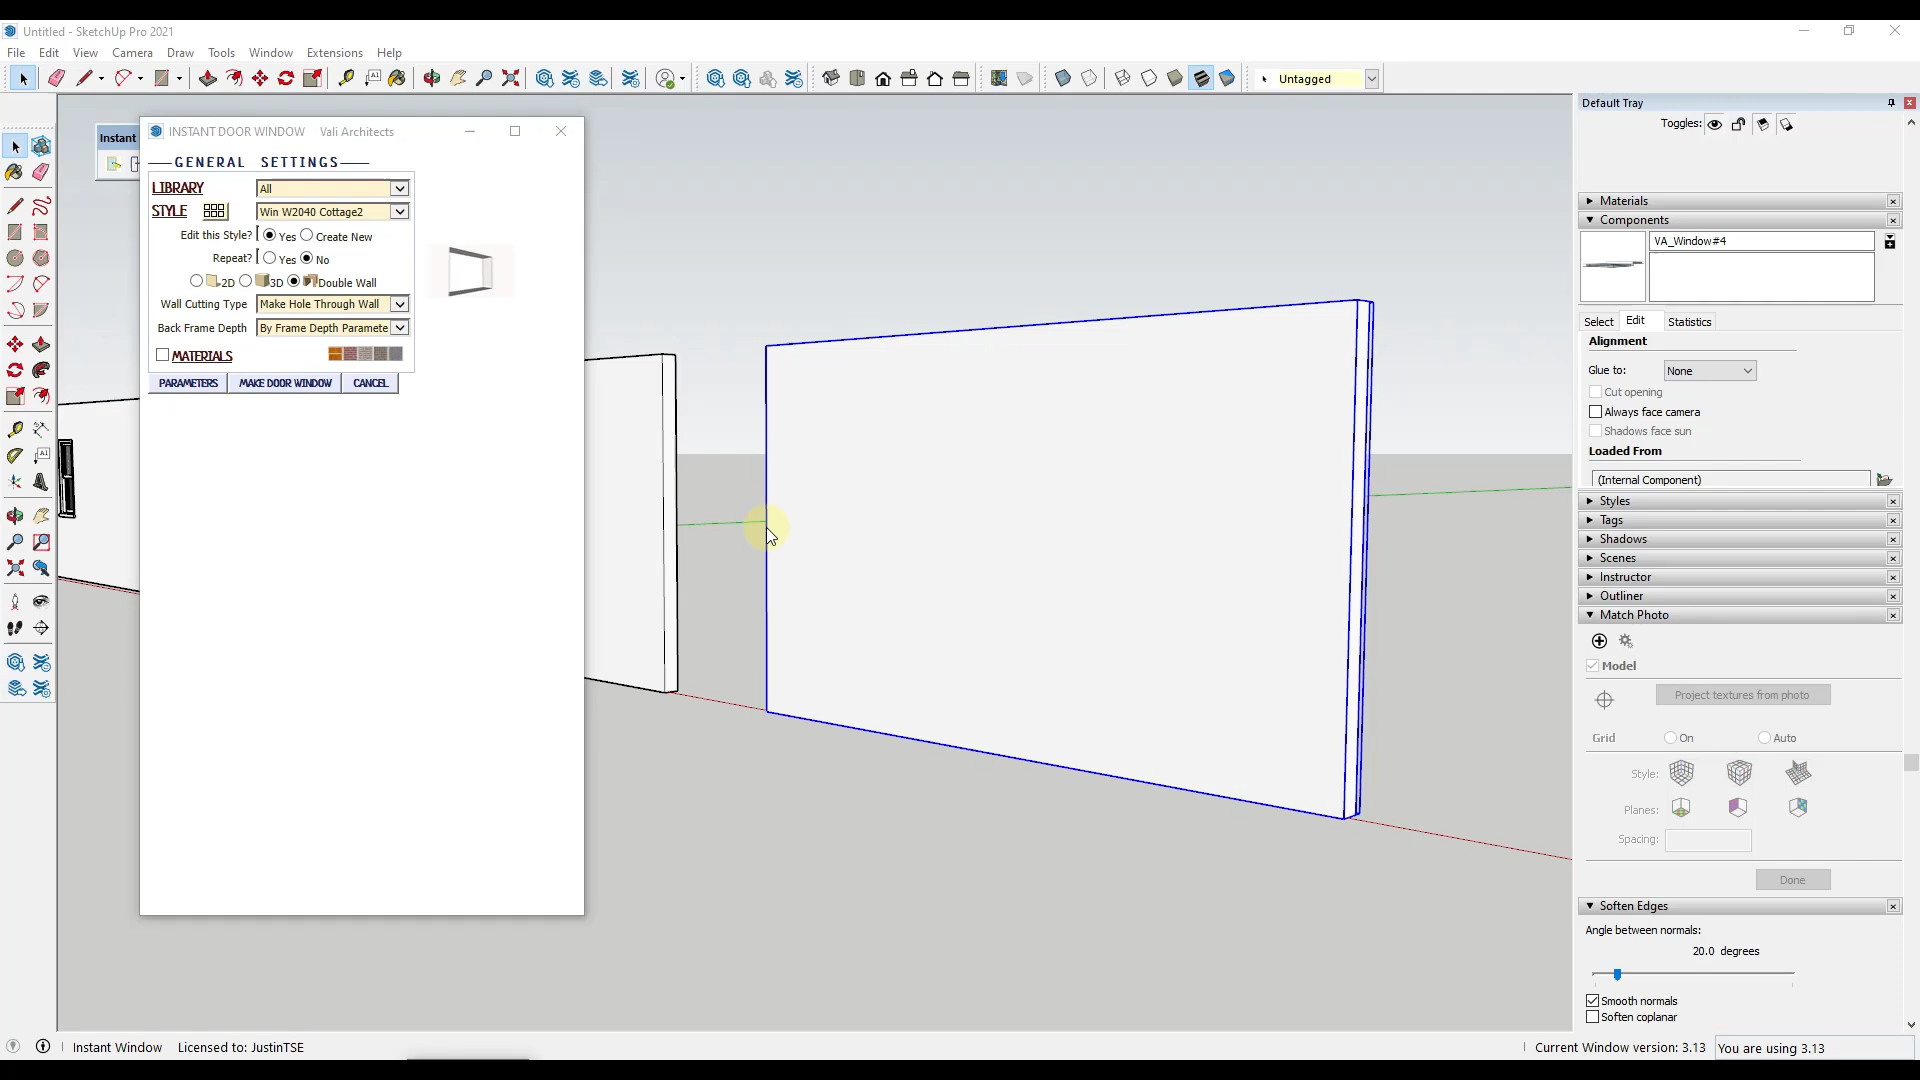 Untitled - SketchUp Pro 2021
File Edit View Camera Draw Tools Window Extensions Help
Untagged
Default Tray
Toggles:
Instant
INSTANT DOOR WINDOW Vali Architects
GENERAL SETTINGS
LIBRARY All
STYLE Win W2040 Cottage2
Edit this Style? Yes Create New
Repeat? Yes No
2D 3D Double Wall
Wall Cutting Type Make Hole Through Wall
Back Frame Depth By Frame Depth Paramete
MATERIALS
PARAMETERS MAKE DOOR WINDOW CANCEL
Materials
Components
VA_Window#4
Select Edit Statistics
Alignment
Glue to: None
Cut opening
Always face camera
Shadows face sun
Loaded From
(Internal Component)
Styles
Tags
Shadows
Scenes
Instructor
Outliner
Match Photo
Model
Project textures from photo
Grid On Auto
Style:
Planes:
Spacing:
Done
Soften Edges
Angle between normals:
20.0 degrees
Smooth normals
Soften coplanar
Instant Window Licensed to: JustinTSE
Current Window version: 3.13 You are using 3.13